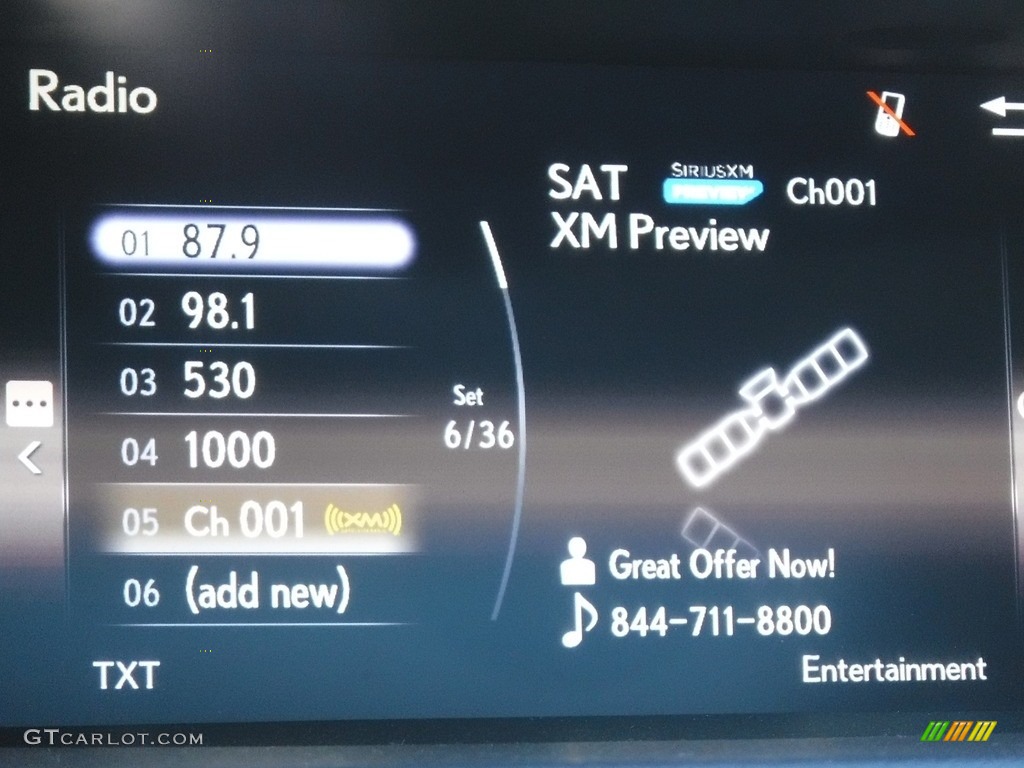 Radio
SAT SIRIUSXM PREVIEW Ch001
XM Preview
01 87.9
02 98.1
03 530
04 1000
05 Ch 001 ((XM))
06 (add new)
Set
6/36
Great Offer Now!
844-711-8800
TXT
Entertainment
GTCARLOT.COM